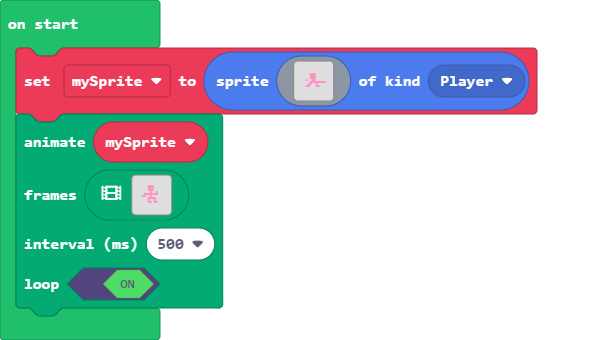 on start
set mySprite to sprite of kind Player
animate mySprite
frames
interval (ms) 500
loop ON